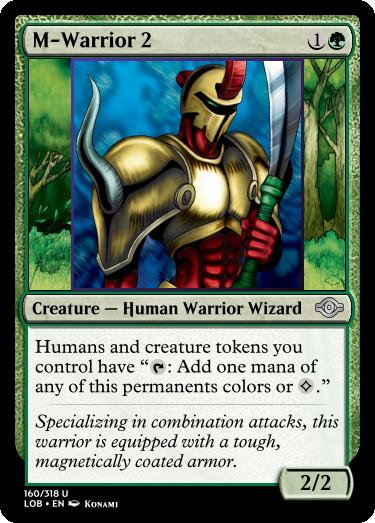 M-Warrior 2 1
Creature — Human Warrior Wizard
Humans and creature tokens you
control have “: Add one mana of
any of this permanents colors or .”
Specializing in combination attacks, this
warrior is equipped with a tough,
magnetically coated armor.
2/2
160/318 U
LOB • EN Konami